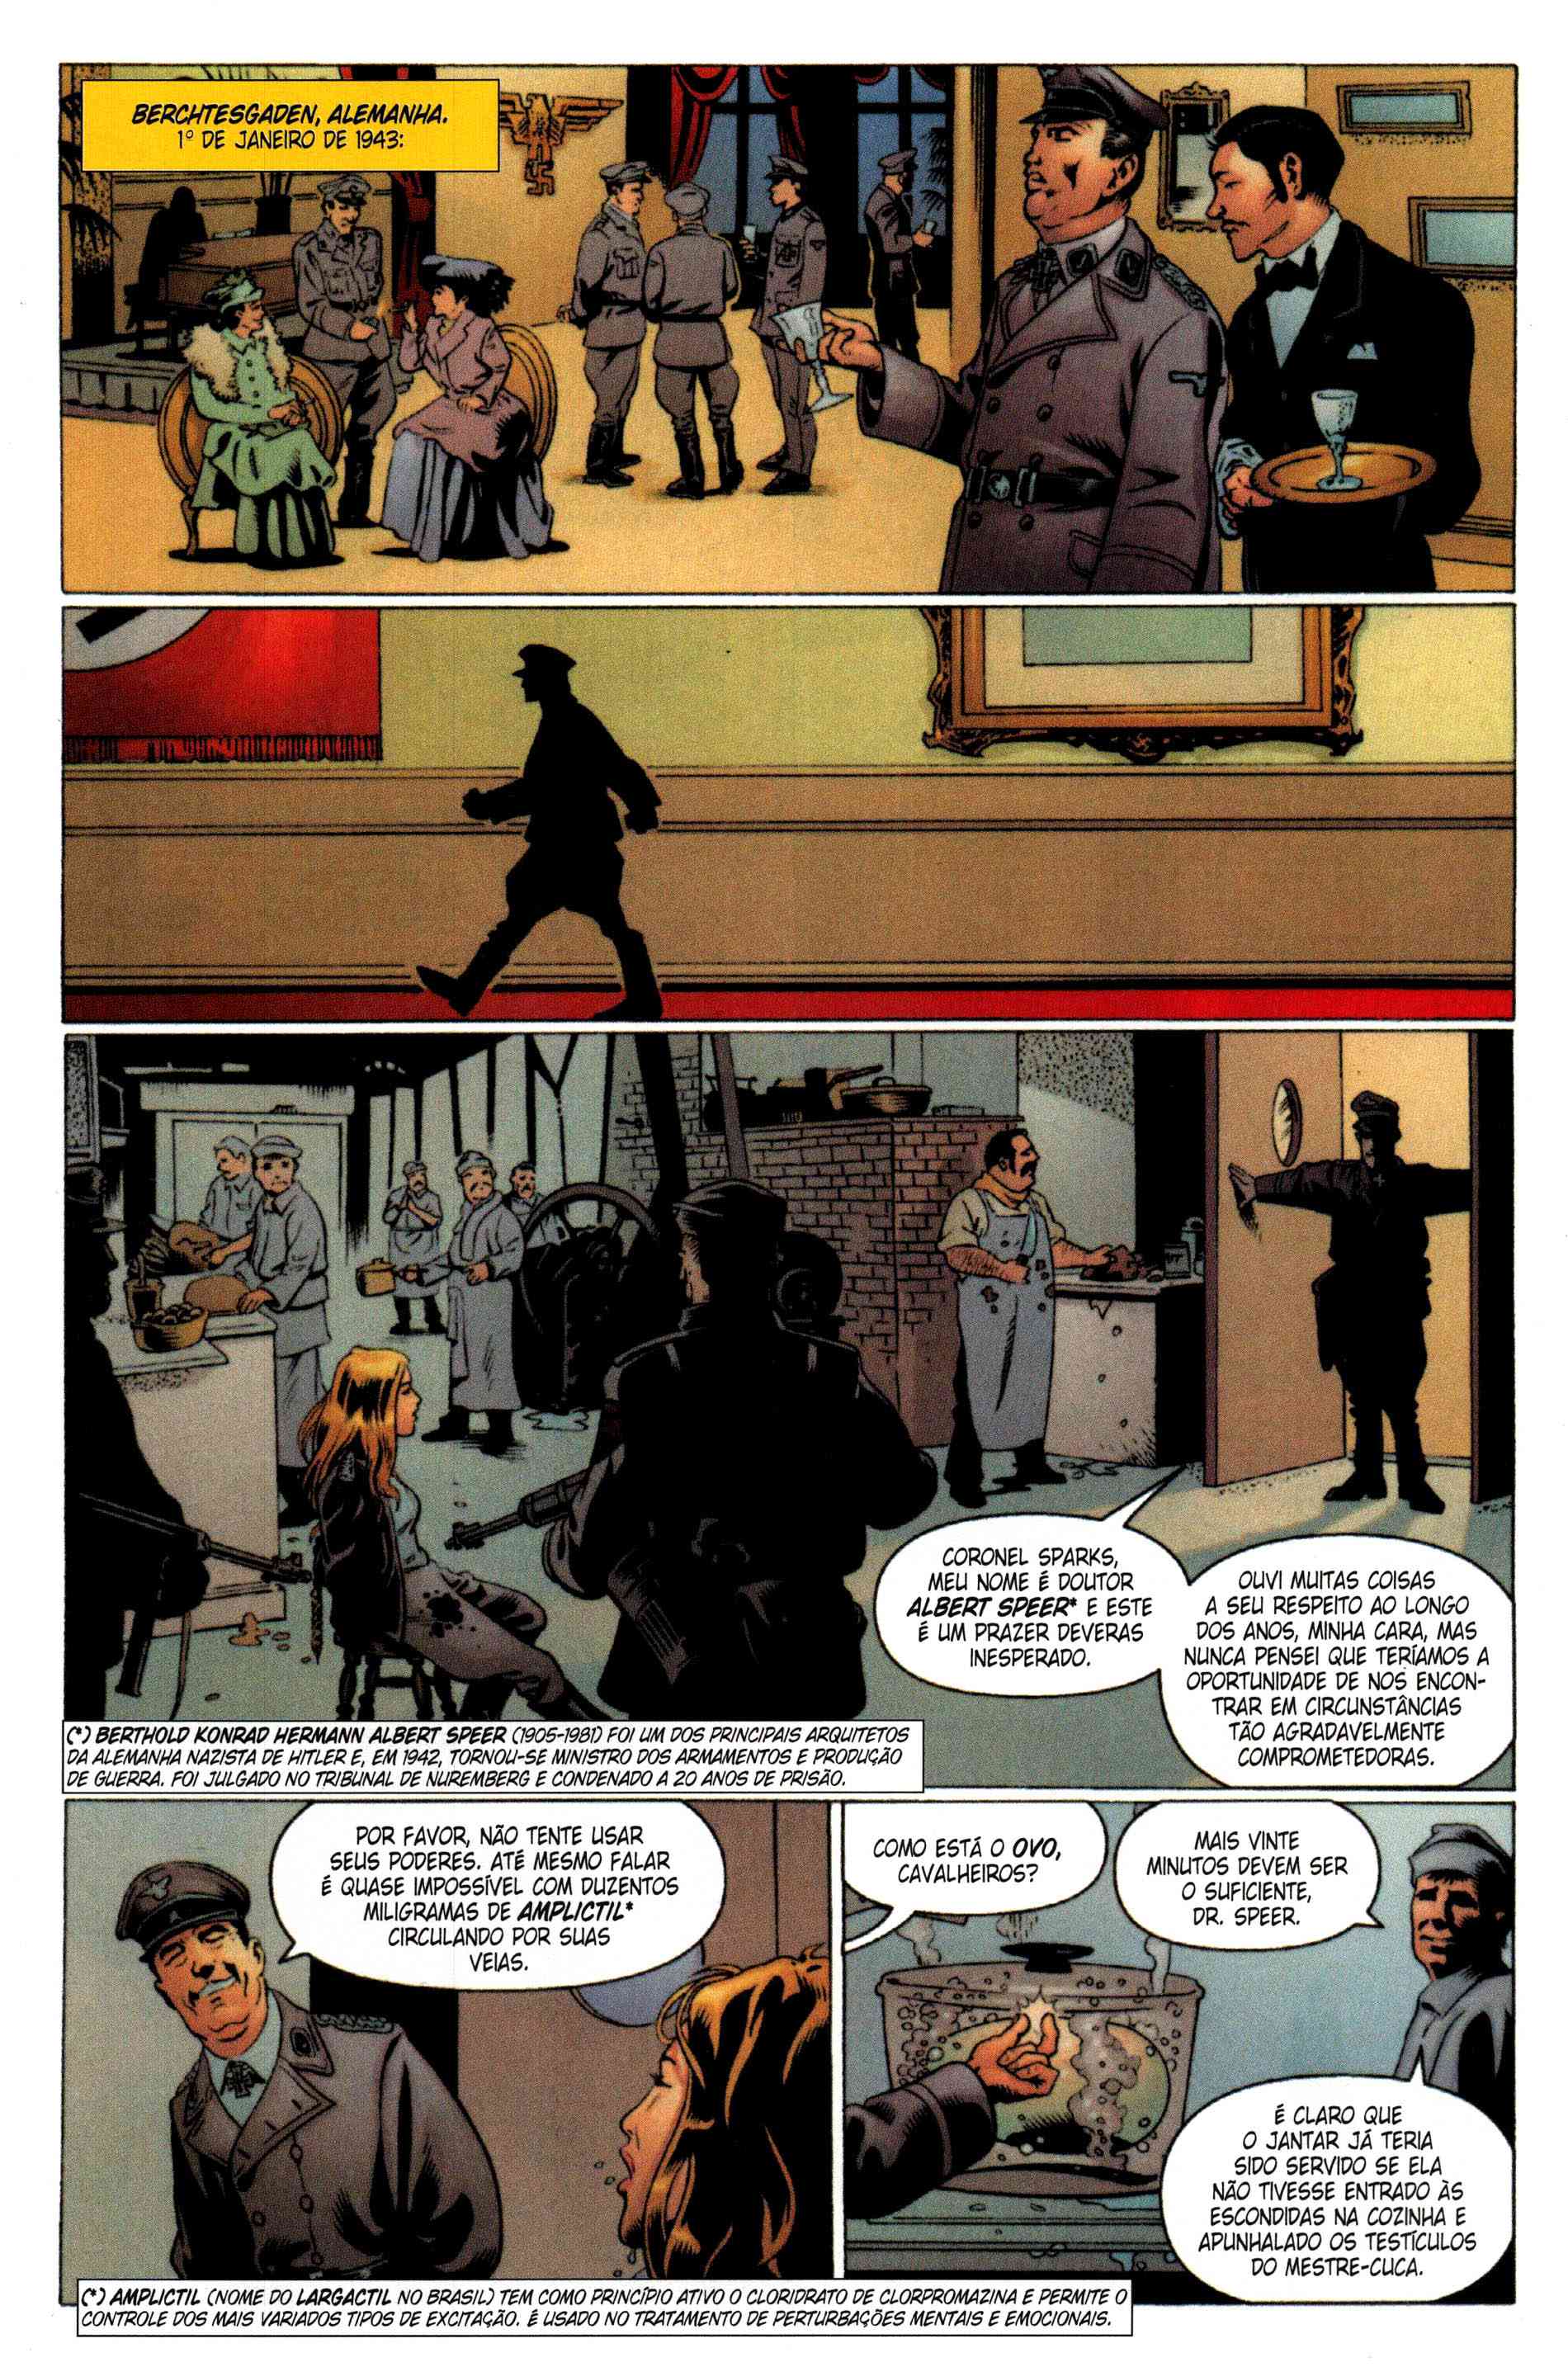 BERCHTESGADEN, ALEMANHA.
1º DE JANEIRO DE 1943:
CORONEL SPARKS,
MEU NOME É DOUTOR
ALBERT SPEER* E ESTE
É UM PRAZER DEVERAS
INESPERADO.
OUVI MUITAS COISAS
A SEU RESPEITO AO LONGO
DOS ANOS, MINHA CARA, MAS
NUNCA PENSEI QUE TERÍAMOS A
OPORTUNIDADE DE NOS ENCON-
TRAR EM CIRCUNSTÂNCIAS
TÃO AGRADAVELMENTE
COMPROMETEDORAS.
(*) BERTHOLD KONRAD HERMANN ALBERT SPEER (1905-1981) FOI UM DOS PRINCIPAIS ARQUITETOS
DA ALEMANHA NAZISTA DE HITLER E, EM 1942, TORNOU-SE MINISTRO DOS ARMAMENTOS E PRODUÇÃO
DE GUERRA. FOI JULGADO NO TRIBUNAL DE NUREMBERG E CONDENADO A 20 ANOS DE PRISÃO.
POR FAVOR, NÃO TENTE USAR
SEUS PODERES. ATÉ MESMO FALAR
É QUASE IMPOSSÍVEL COM DUZENTOS
MILIGRAMAS DE AMPLICTIL*
CIRCULANDO POR SUAS
VEIAS.
COMO ESTÁ O OVO,
CAVALHEIROS?
MAIS VINTE
MINUTOS DEVEM SER
O SUFICIENTE,
DR. SPEER.
É CLARO QUE
O JANTAR JÁ TERIA
SIDO SERVIDO SE ELA
NÃO TIVESSE ENTRADO ÀS
ESCONDIDAS NA COZINHA E
APUNHALADO OS TESTÍCULOS
DO MESTRE-CUCA.
(*) AMPLICTIL (NOME DO LARGACTIL NO BRASIL) TEM COMO PRINCÍPIO ATIVO O CLORIDRATO DE CLORPROMAZINA E PERMITE O
CONTROLE DOS MAIS VARIADOS TIPOS DE EXCITAÇÃO. É USADO NO TRATAMENTO DE PERTURBAÇÕES MENTAIS E EMOCIONAIS.